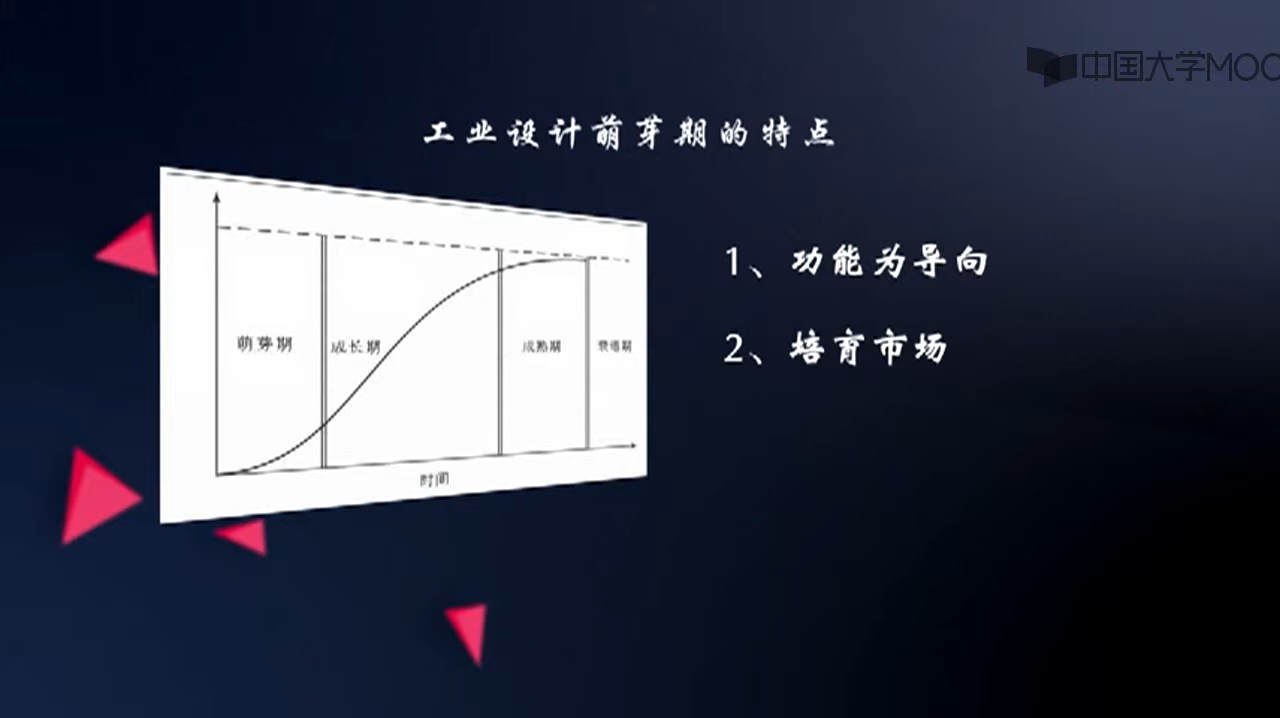 中国大学MOO
工业设计萌芽期的特点
1、功能为导向
2、培育市场
萌芽期
成长期
成熟期
衰退期
时间